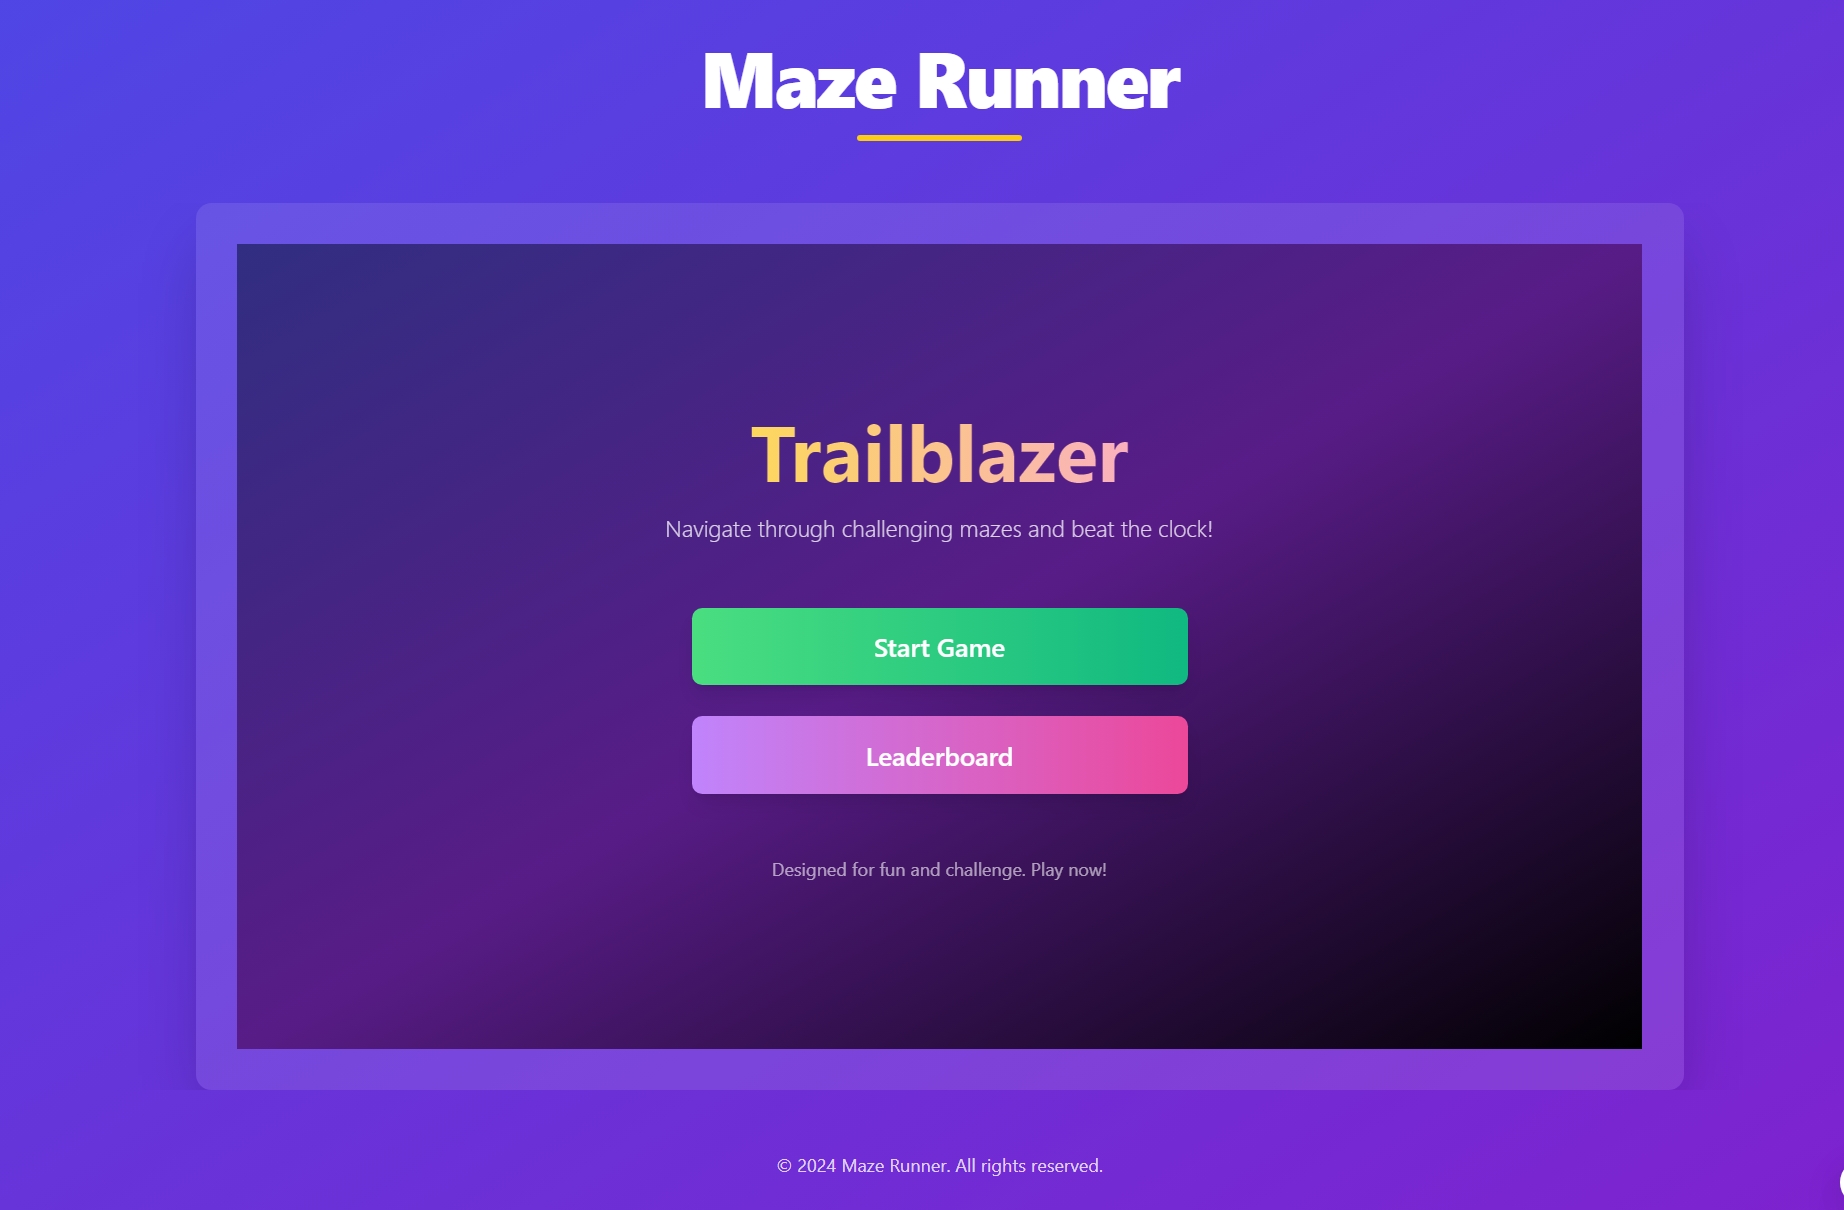 Maze Runner
Trailblazer
Navigate through challenging mazes and beat the clock!
Start Game
Leaderboard
Designed for fun and challenge. Play now!
© 2024 Maze Runner. All rights reserved.